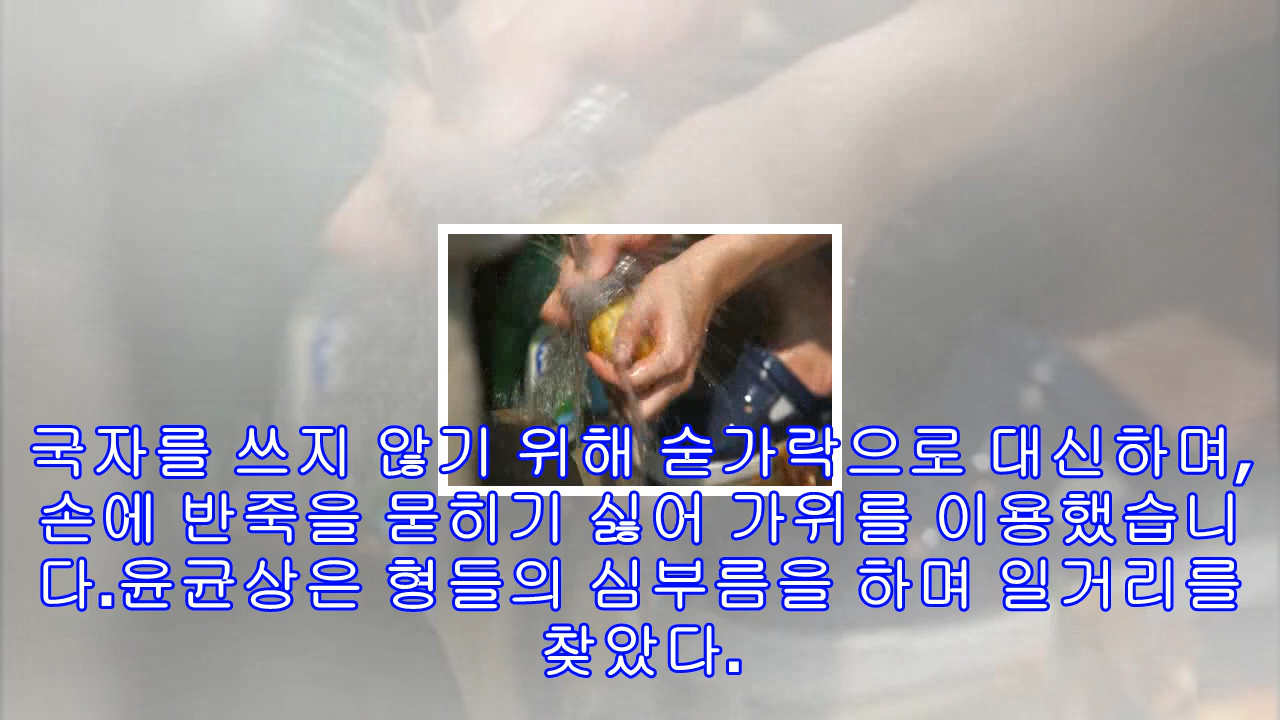 국자를 쓰지 않기 위해 숟가락으로 대신하며,
손에 반죽을 묻히기 싫어 가위를 이용했습니
다.윤균상은 형들의 심부름을 하며 일거리를
찾았다.